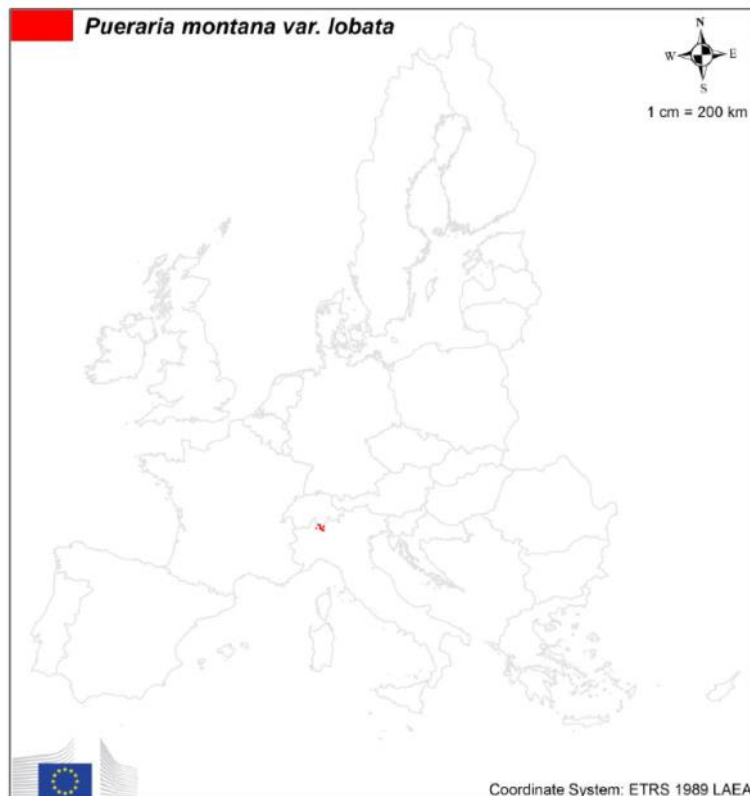 Pueraria montana var. lobata
N
W E
S
1 cm = 200 km
Coordinate System: ETRS 1989 LAEA